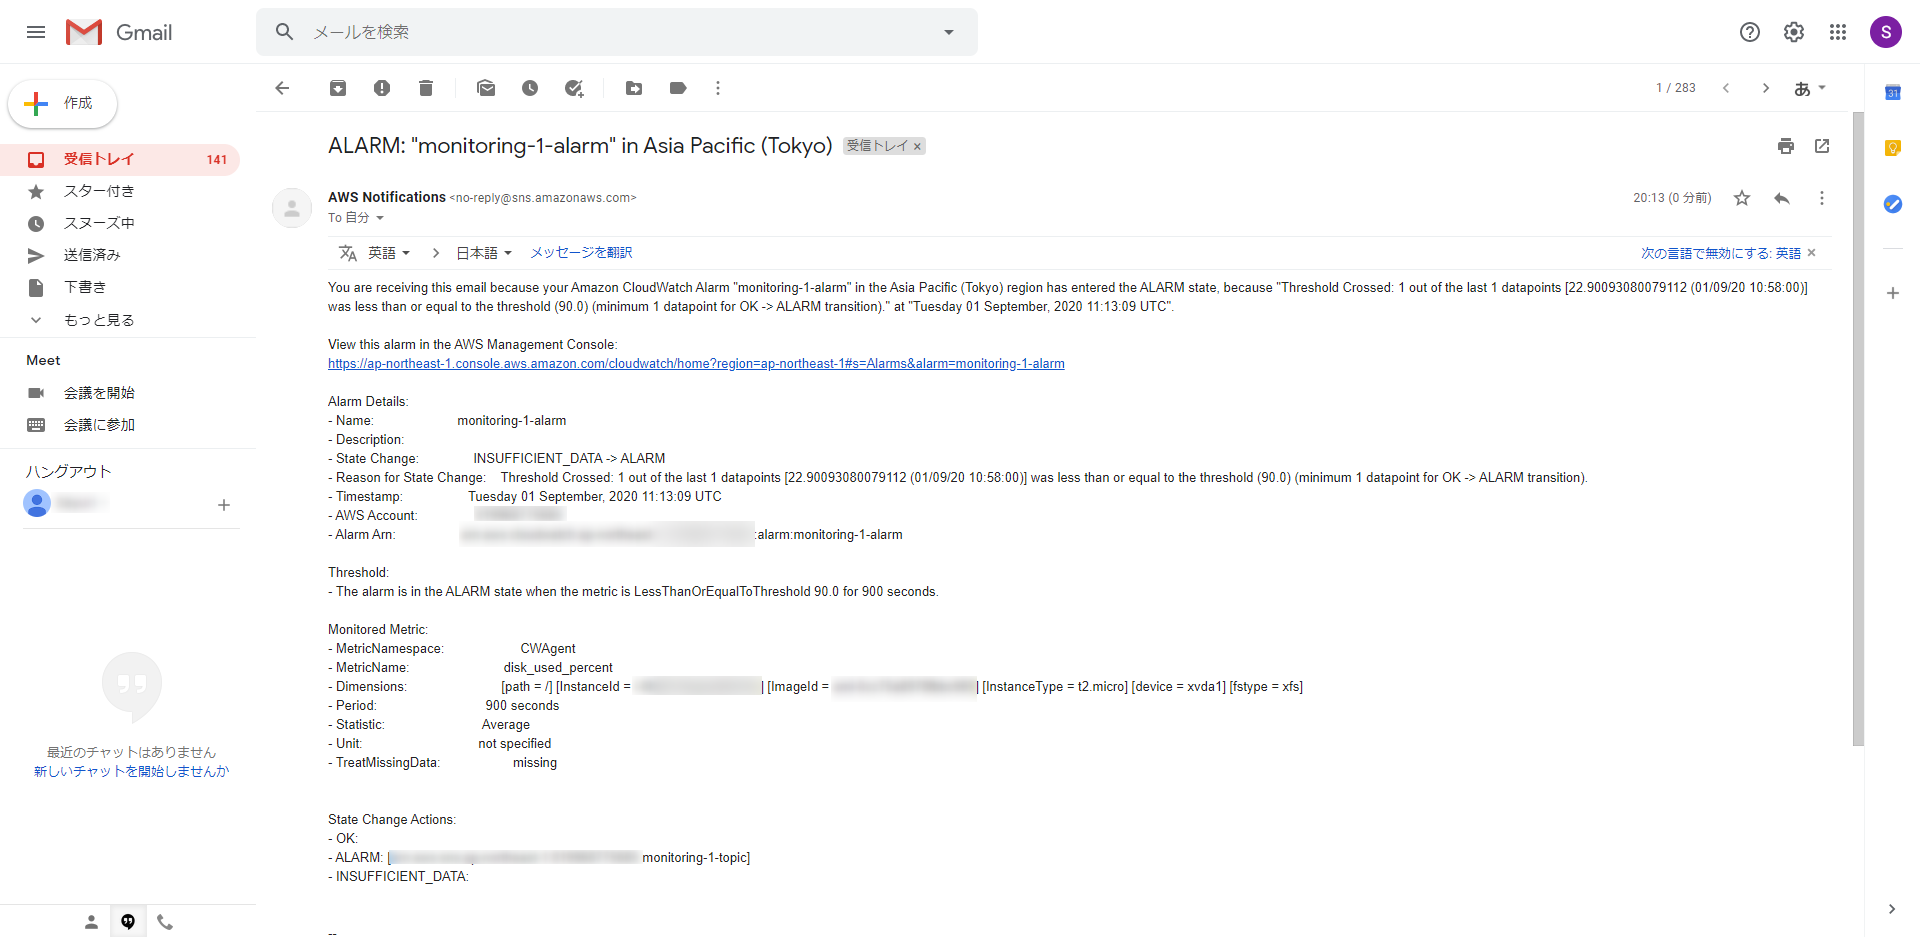 Gmail
メールを検索
S
作成
1 / 283
あ
31
受信トレイ 141
スター付き
スヌーズ中
送信済み
下書き
もっと見る
Meet
会議を開始
会議に参加
ハングアウト
最近のチャットはありません
新しいチャットを開始しませんか
ALARM: "monitoring-1-alarm" in Asia Pacific (Tokyo) 受信トレイ ×
AWS Notifications <no-reply@sns.amazonaws.com>
20:13 (0 分前)
To 自分
英語 日本語 メッセージを翻訳
次の言語で無効にする: 英語 ×
You are receiving this email because your Amazon CloudWatch Alarm "monitoring-1-alarm" in the Asia Pacific (Tokyo) region has entered the ALARM state, because "Threshold Crossed: 1 out of the last 1 datapoints [22.90093080079112 (01/09/20 10:58:00)]
was less than or equal to the threshold (90.0) (minimum 1 datapoint for OK -> ALARM transition)." at "Tuesday 01 September, 2020 11:13:09 UTC".
View this alarm in the AWS Management Console:
https://ap-northeast-1.console.aws.amazon.com/cloudwatch/home?region=ap-northeast-1#s=Alarms&alarm=monitoring-1-alarm
Alarm Details:
- Name: monitoring-1-alarm
- Description:
- State Change: INSUFFICIENT_DATA -> ALARM
- Reason for State Change: Threshold Crossed: 1 out of the last 1 datapoints [22.90093080079112 (01/09/20 10:58:00)] was less than or equal to the threshold (90.0) (minimum 1 datapoint for OK -> ALARM transition).
- Timestamp: Tuesday 01 September, 2020 11:13:09 UTC
- AWS Account:
- Alarm Arn: :alarm:monitoring-1-alarm
Threshold:
- The alarm is in the ALARM state when the metric is LessThanOrEqualToThreshold 90.0 for 900 seconds.
Monitored Metric:
- MetricNamespace: CWAgent
- MetricName: disk_used_percent
- Dimensions: [path = /] [InstanceId = ] [ImageId = ] [InstanceType = t2.micro] [device = xvda1] [fstype = xfs]
- Period: 900 seconds
- Statistic: Average
- Unit: not specified
- TreatMissingData: missing
State Change Actions:
- OK:
- ALARM: [ monitoring-1-topic]
- INSUFFICIENT_DATA:
--